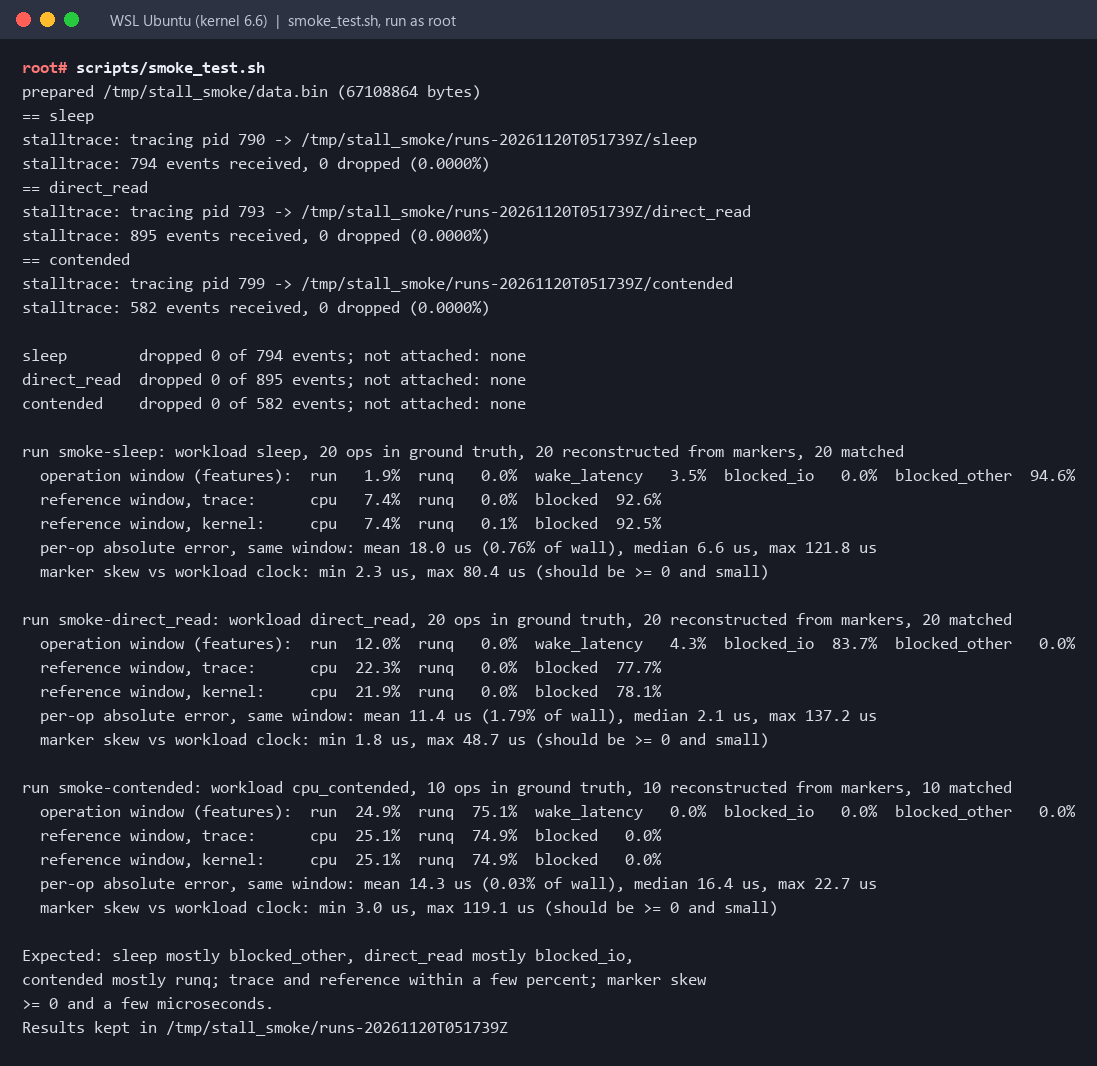 WSL Ubuntu (kernel 6.6) | smoke_test.sh, run as root
root# scripts/smoke_test.sh
prepared /tmp/stall_smoke/data.bin (67108864 bytes)
== sleep
stalltrace: tracing pid 790 -> /tmp/stall_smoke/runs-20261120T051739Z/sleep
stalltrace: 794 events received, 0 dropped (0.0000%)
== direct_read
stalltrace: tracing pid 793 -> /tmp/stall_smoke/runs-20261120T051739Z/direct_read
stalltrace: 895 events received, 0 dropped (0.0000%)
== contended
stalltrace: tracing pid 799 -> /tmp/stall_smoke/runs-20261120T051739Z/contended
stalltrace: 582 events received, 0 dropped (0.0000%)
sleep        dropped 0 of 794 events; not attached: none
direct_read  dropped 0 of 895 events; not attached: none
contended    dropped 0 of 582 events; not attached: none
run smoke-sleep: workload sleep, 20 ops in ground truth, 20 reconstructed from markers, 20 matched
  operation window (features):  run   1.9%  runq   0.0%  wake_latency   3.5%  blocked_io   0.0%  blocked_other  94.6%
  reference window, trace:      cpu   7.4%  runq   0.0%  blocked  92.6%
  reference window, kernel:     cpu   7.4%  runq   0.1%  blocked  92.5%
  per-op absolute error, same window: mean 18.0 us (0.76% of wall), median 6.6 us, max 121.8 us
  marker skew vs workload clock: min 2.3 us, max 80.4 us (should be >= 0 and small)
run smoke-direct_read: workload direct_read, 20 ops in ground truth, 20 reconstructed from markers, 20 matched
  operation window (features):  run  12.0%  runq   0.0%  wake_latency   4.3%  blocked_io  83.7%  blocked_other   0.0%
  reference window, trace:      cpu  22.3%  runq   0.0%  blocked  77.7%
  reference window, kernel:     cpu  21.9%  runq   0.0%  blocked  78.1%
  per-op absolute error, same window: mean 11.4 us (1.79% of wall), median 2.1 us, max 137.2 us
  marker skew vs workload clock: min 1.8 us, max 48.7 us (should be >= 0 and small)
run smoke-contended: workload cpu_contended, 10 ops in ground truth, 10 reconstructed from markers, 10 matched
  operation window (features):  run  24.9%  runq  75.1%  wake_latency   0.0%  blocked_io   0.0%  blocked_other   0.0%
  reference window, trace:      cpu  25.1%  runq  74.9%  blocked   0.0%
  reference window, kernel:     cpu  25.1%  runq  74.9%  blocked   0.0%
  per-op absolute error, same window: mean 14.3 us (0.03% of wall), median 16.4 us, max 22.7 us
  marker skew vs workload clock: min 3.0 us, max 119.1 us (should be >= 0 and small)
Expected: sleep mostly blocked_other, direct_read mostly blocked_io,
contended mostly runq; trace and reference within a few percent; marker skew
>= 0 and a few microseconds.
Results kept in /tmp/stall_smoke/runs-20261120T051739Z